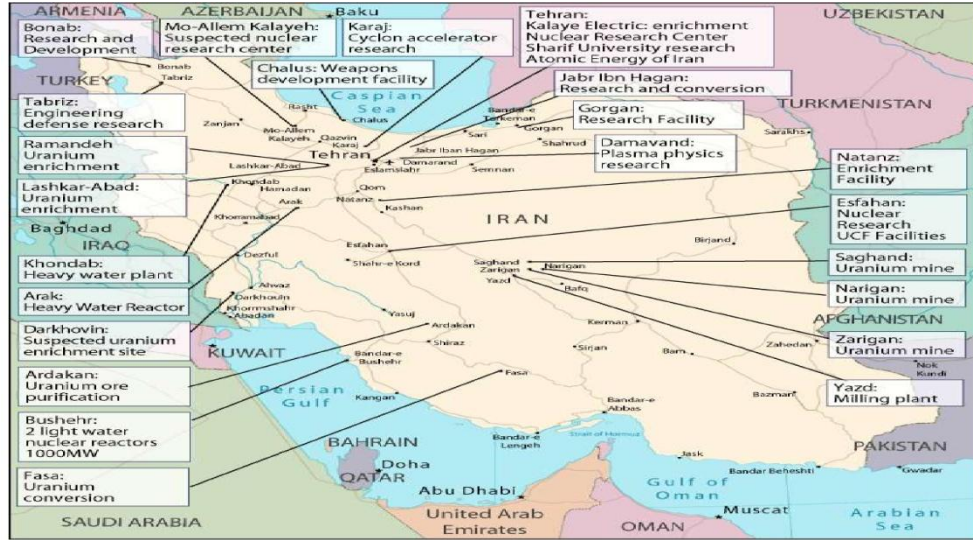 ARMENIA
AZERBAIJAN
Baku
UZBEKISTAN
Bonab:
Research and
Development
Mo-Allem Kalayeh:
Suspected nuclear
research center
Karaj:
Cyclon accelerator
research
Tehran:
Kalaye Electric: enrichment
Nuclear Research Center
Sharif University research
Atomic Energy of Iran
Chalus: Weapons
development facility
Jabr Ibn Hagan:
Research and conversion
TURKEY
Bonab
Tabriz
Caspian
Sea
TURKMENISTAN
Tabriz:
Engineering
defense research
Gorgan:
Research Facility
Rasht
Chalus
Bandar-e
Torkeman
Gorgan
Zanjan
Mo-Allem
Kalayeh
Qazvin
Karaj
Sari
Shahrud
Sarakhs
Ramandeh
Uranium
enrichment
Tehran
Jabr Iban Hagan
Damavand:
Plasma physics
research
Natanz:
Enrichment
Facility
Lashkar-Abad
Eslamslahr
Damarand
Semnan
Lashkar-Abad:
Uranium
enrichment
Khondab
Hamadan
Qom
Natanz
Kashan
Arak
IRAN
Esfahan:
Nuclear
Research
UCF Facilities
Baghdad
IRAQ
Khorramabad
Esfahan
Birjand
Khondab:
Heavy water plant
Dezful
Shahr-e Kord
Saghand
Zarigan
Narigan
Yazd
Bafq
Saghand:
Uranium mine
Arak:
Heavy Water Reactor
Ahvaz
Darkhouin
Khorrmshahr
Abadan
Yasuj
Narigan:
Uranium mine
AFGHANISTAN
Darkhovin:
Suspected uranium
enrichment site
Ardakan
Kerman
Shiraz
Sirjan
Bam
Zahedan
Zarigan:
Uranium mine
KUWAIT
Bandar-e
Bushehr
Nok
Kundi
Ardakan:
Uranium ore
purification
Persian
Gulf
Fasa
Kangan
Bazman
Yazd:
Milling plant
Bushehr:
2 light water
nuclear reactors
1000MW
Bandar-e
Abbas
Bandar-e
Lengeh
Strait of Hormuz
BAHRAIN
PAKISTAN
Jask
Bandar Beheshti
Gwadar
Fasa:
Uranium
conversion
Doha
QATAR
Abu Dhabi
Gulf of
Oman
SAUDI ARABIA
United Arab
Emirates
OMAN
Muscat
Arabian
Sea